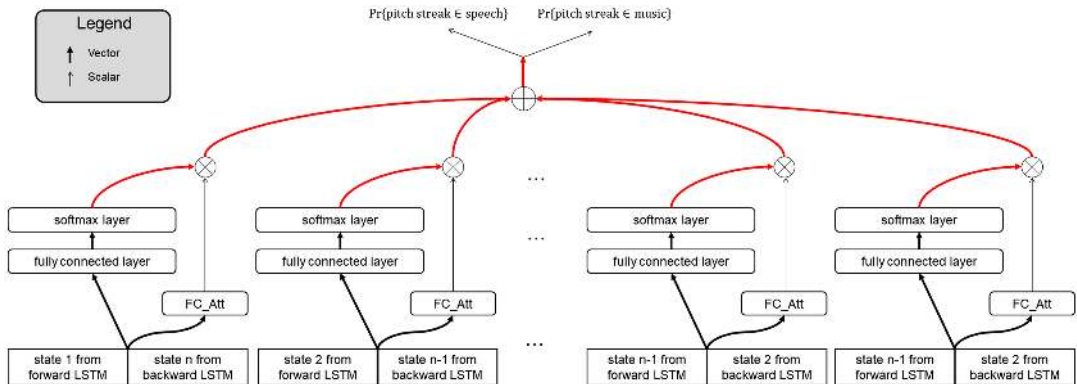 Pr{pitch streak ∈ speech} Pr{pitch streak ∈ music}
Legend
Vector
Scalar
...
softmax layer softmax layer softmax layer softmax layer
...
fully connected layer fully connected layer fully connected layer fully connected layer
FC_Att FC_Att FC_Att FC_Att
...
state 1 from state n from state 2 from state n-1 from state n-1 from state 2 from state n-1 from state 2 from
forward LSTM backward LSTM forward LSTM backward LSTM forward LSTM backward LSTM forward LSTM backward LSTM